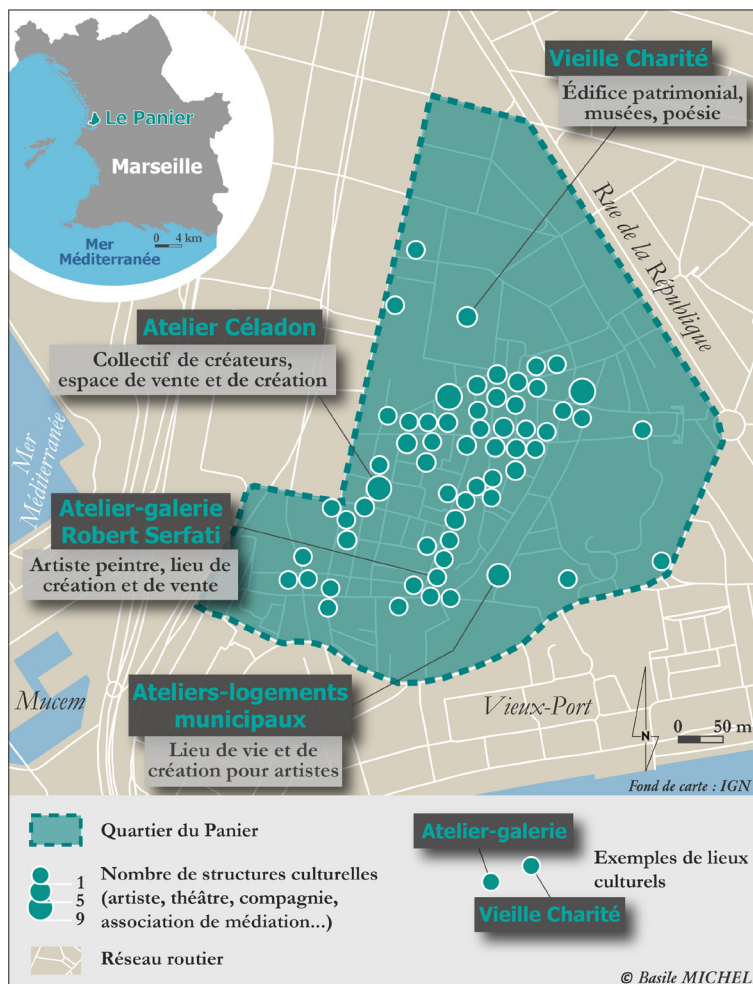 Le Panier
Marseille
Mer
Méditerranée
0 4 km
Vieille Charité
Édifice patrimonial,
musées, poésie
Rue de la République
Atelier Céladon
Collectif de créateurs,
espace de vente et de création
Mer
Méditerranée
Atelier-galerie
Robert Serfati
Artiste peintre, lieu de
création et de vente
Ateliers-logements
municipaux
Lieu de vie et de
création pour artistes
Mucem
Vieux-Port
N
0 50 m
Fond de carte : IGN
Quartier du Panier
1
5
9
Nombre de structures culturelles
(artiste, théâtre, compagnie,
association de médiation...)
Réseau routier
Atelier-galerie
Vieille Charité
Exemples de lieux
culturels
© Basile MICHEL